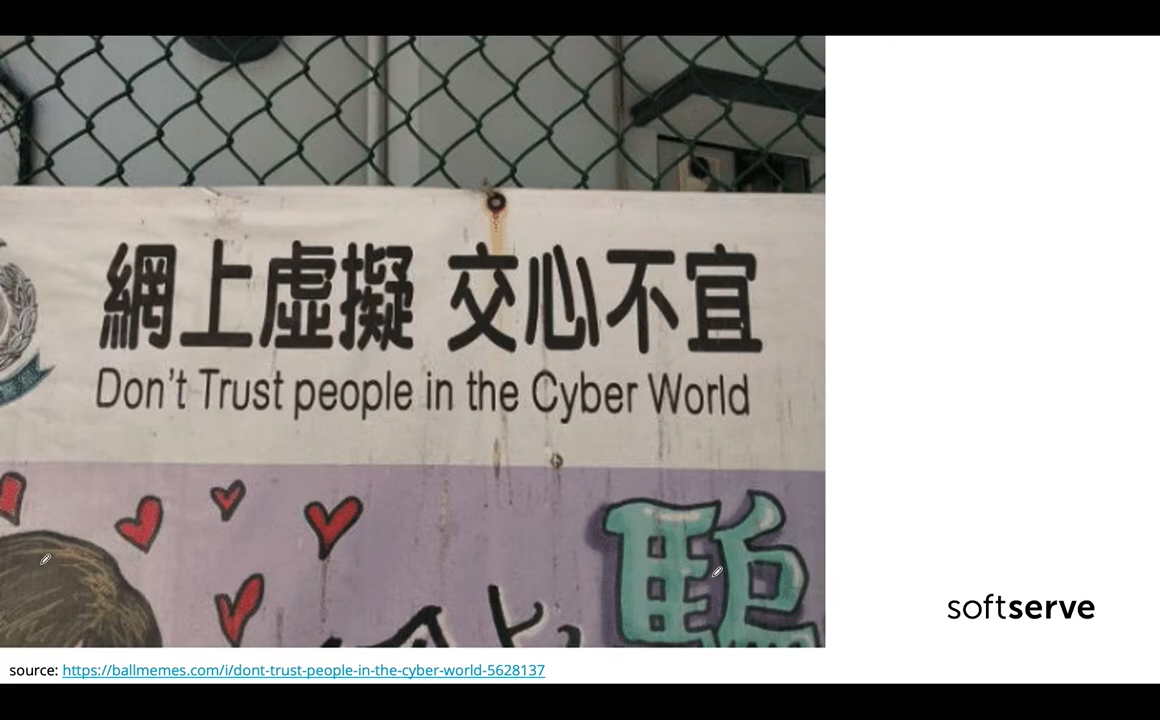 網上虛擬 交心不宜
Don't Trust people in the Cyber World
騙
softserve
source: https://ballmemes.com/i/dont-trust-people-in-the-cyber-world-5628137